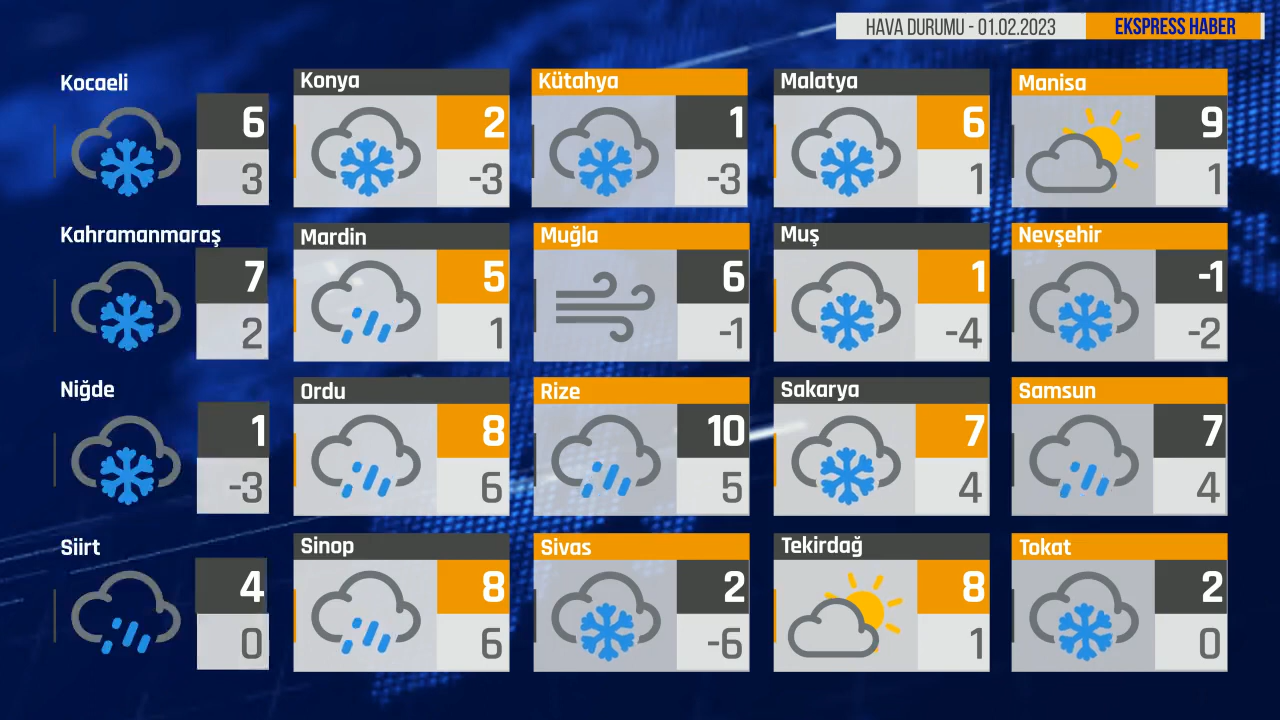 HAVA DURUMU - 01.02.2023 EKSPRESS HABER
Kocaeli
6
3
Konya
2
-3
Kütahya
1
-3
Malatya
6
1
Manisa
9
1
Kahramanmaraş
7
2
Mardin
5
1
Muğla
6
-1
Muş
1
-4
Nevşehir
-1
-2
Niğde
1
-3
Ordu
8
6
Rize
10
5
Sakarya
7
4
Samsun
7
4
Siirt
4
0
Sinop
8
6
Sivas
2
-6
Tekirdağ
8
1
Tokat
2
0